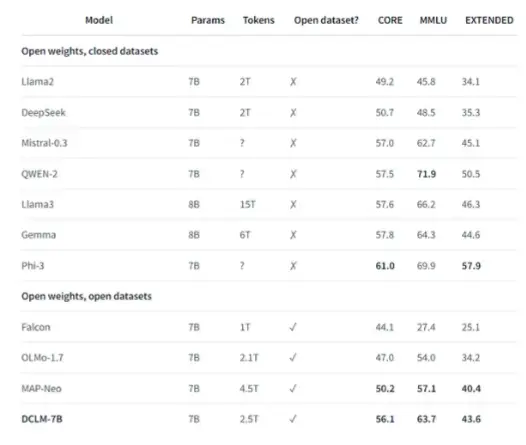 Model Params Tokens Open dataset? CORE MMLU EXTENDED
Open weights, closed datasets
Llama2 7B 2T ✗ 49.2 45.8 34.1
DeepSeek 7B 2T ✗ 50.7 48.5 35.3
Mistral-0.3 7B ? ✗ 57.0 62.7 45.1
QWEN-2 7B ? ✗ 57.5 71.9 50.5
Llama3 8B 15T ✗ 57.6 66.2 46.3
Gemma 8B 6T ✗ 57.8 64.3 44.6
Phi-3 7B ? ✗ 61.0 69.9 57.9
Open weights, open datasets
Falcon 7B 1T ✓ 44.1 27.4 25.1
OLMo-1.7 7B 2.1T ✓ 47.0 54.0 34.2
MAP-Neo 7B 4.5T ✓ 50.2 57.1 40.4
DCLM-7B 7B 2.5T ✓ 56.1 63.7 43.6